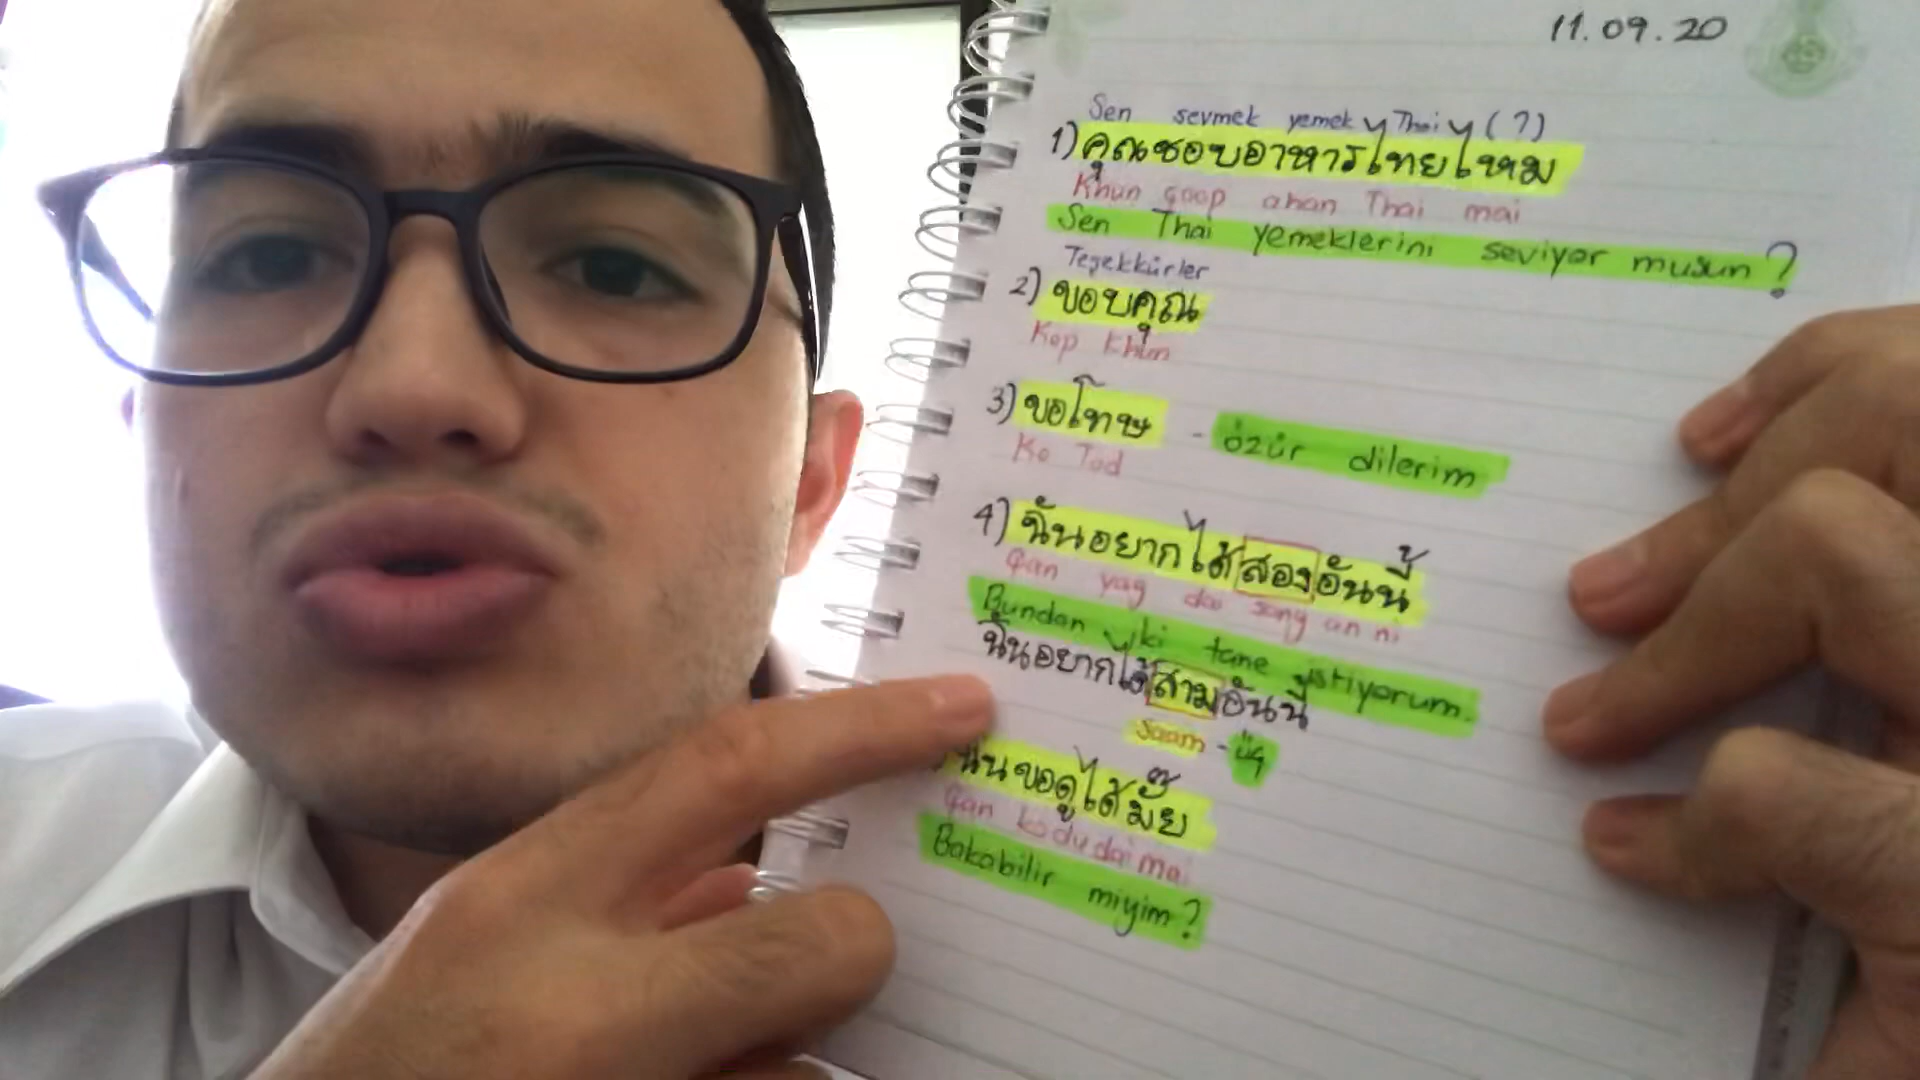 11.09.20
Sen sevmek yemek Thai (?)
1) คุณชอบอาหารไทยไหม
Khun çoop ahan Thai mai
Sen Thai yemeklerini seviyor musun?
Teşekkürler
2) ขอบคุณ
Kop khun
3) ขอโทษ - özür dilerim
Ko Tod
4) ฉันอยากได้สองอันนี้
Çan yag dai song an ni
Bundan iki tane istiyorum.
ฉันอยากได้สามอันนี้
Saam - üç
ฉันขอดูได้มั๊ย
Çan ko du dai mai
Bakabilir miyim?